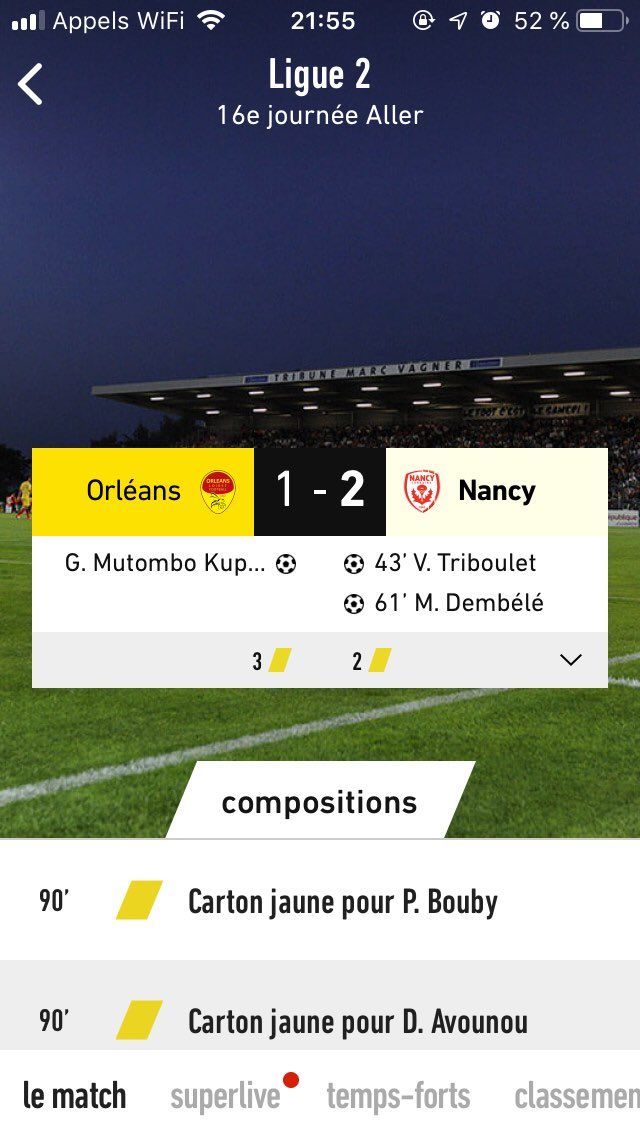 Appels WiFi 21:55 52 %
Ligue 2
16e journée Aller
TRIBUNE MARC VAGNER
Orléans 1 - 2 Nancy
G. Mutombo Kup... 43’ V. Triboulet
61’ M. Dembélé
3 2
compositions
90’ Carton jaune pour P. Bouby
90’ Carton jaune pour D. Avounou
le match superlive temps-forts classemen